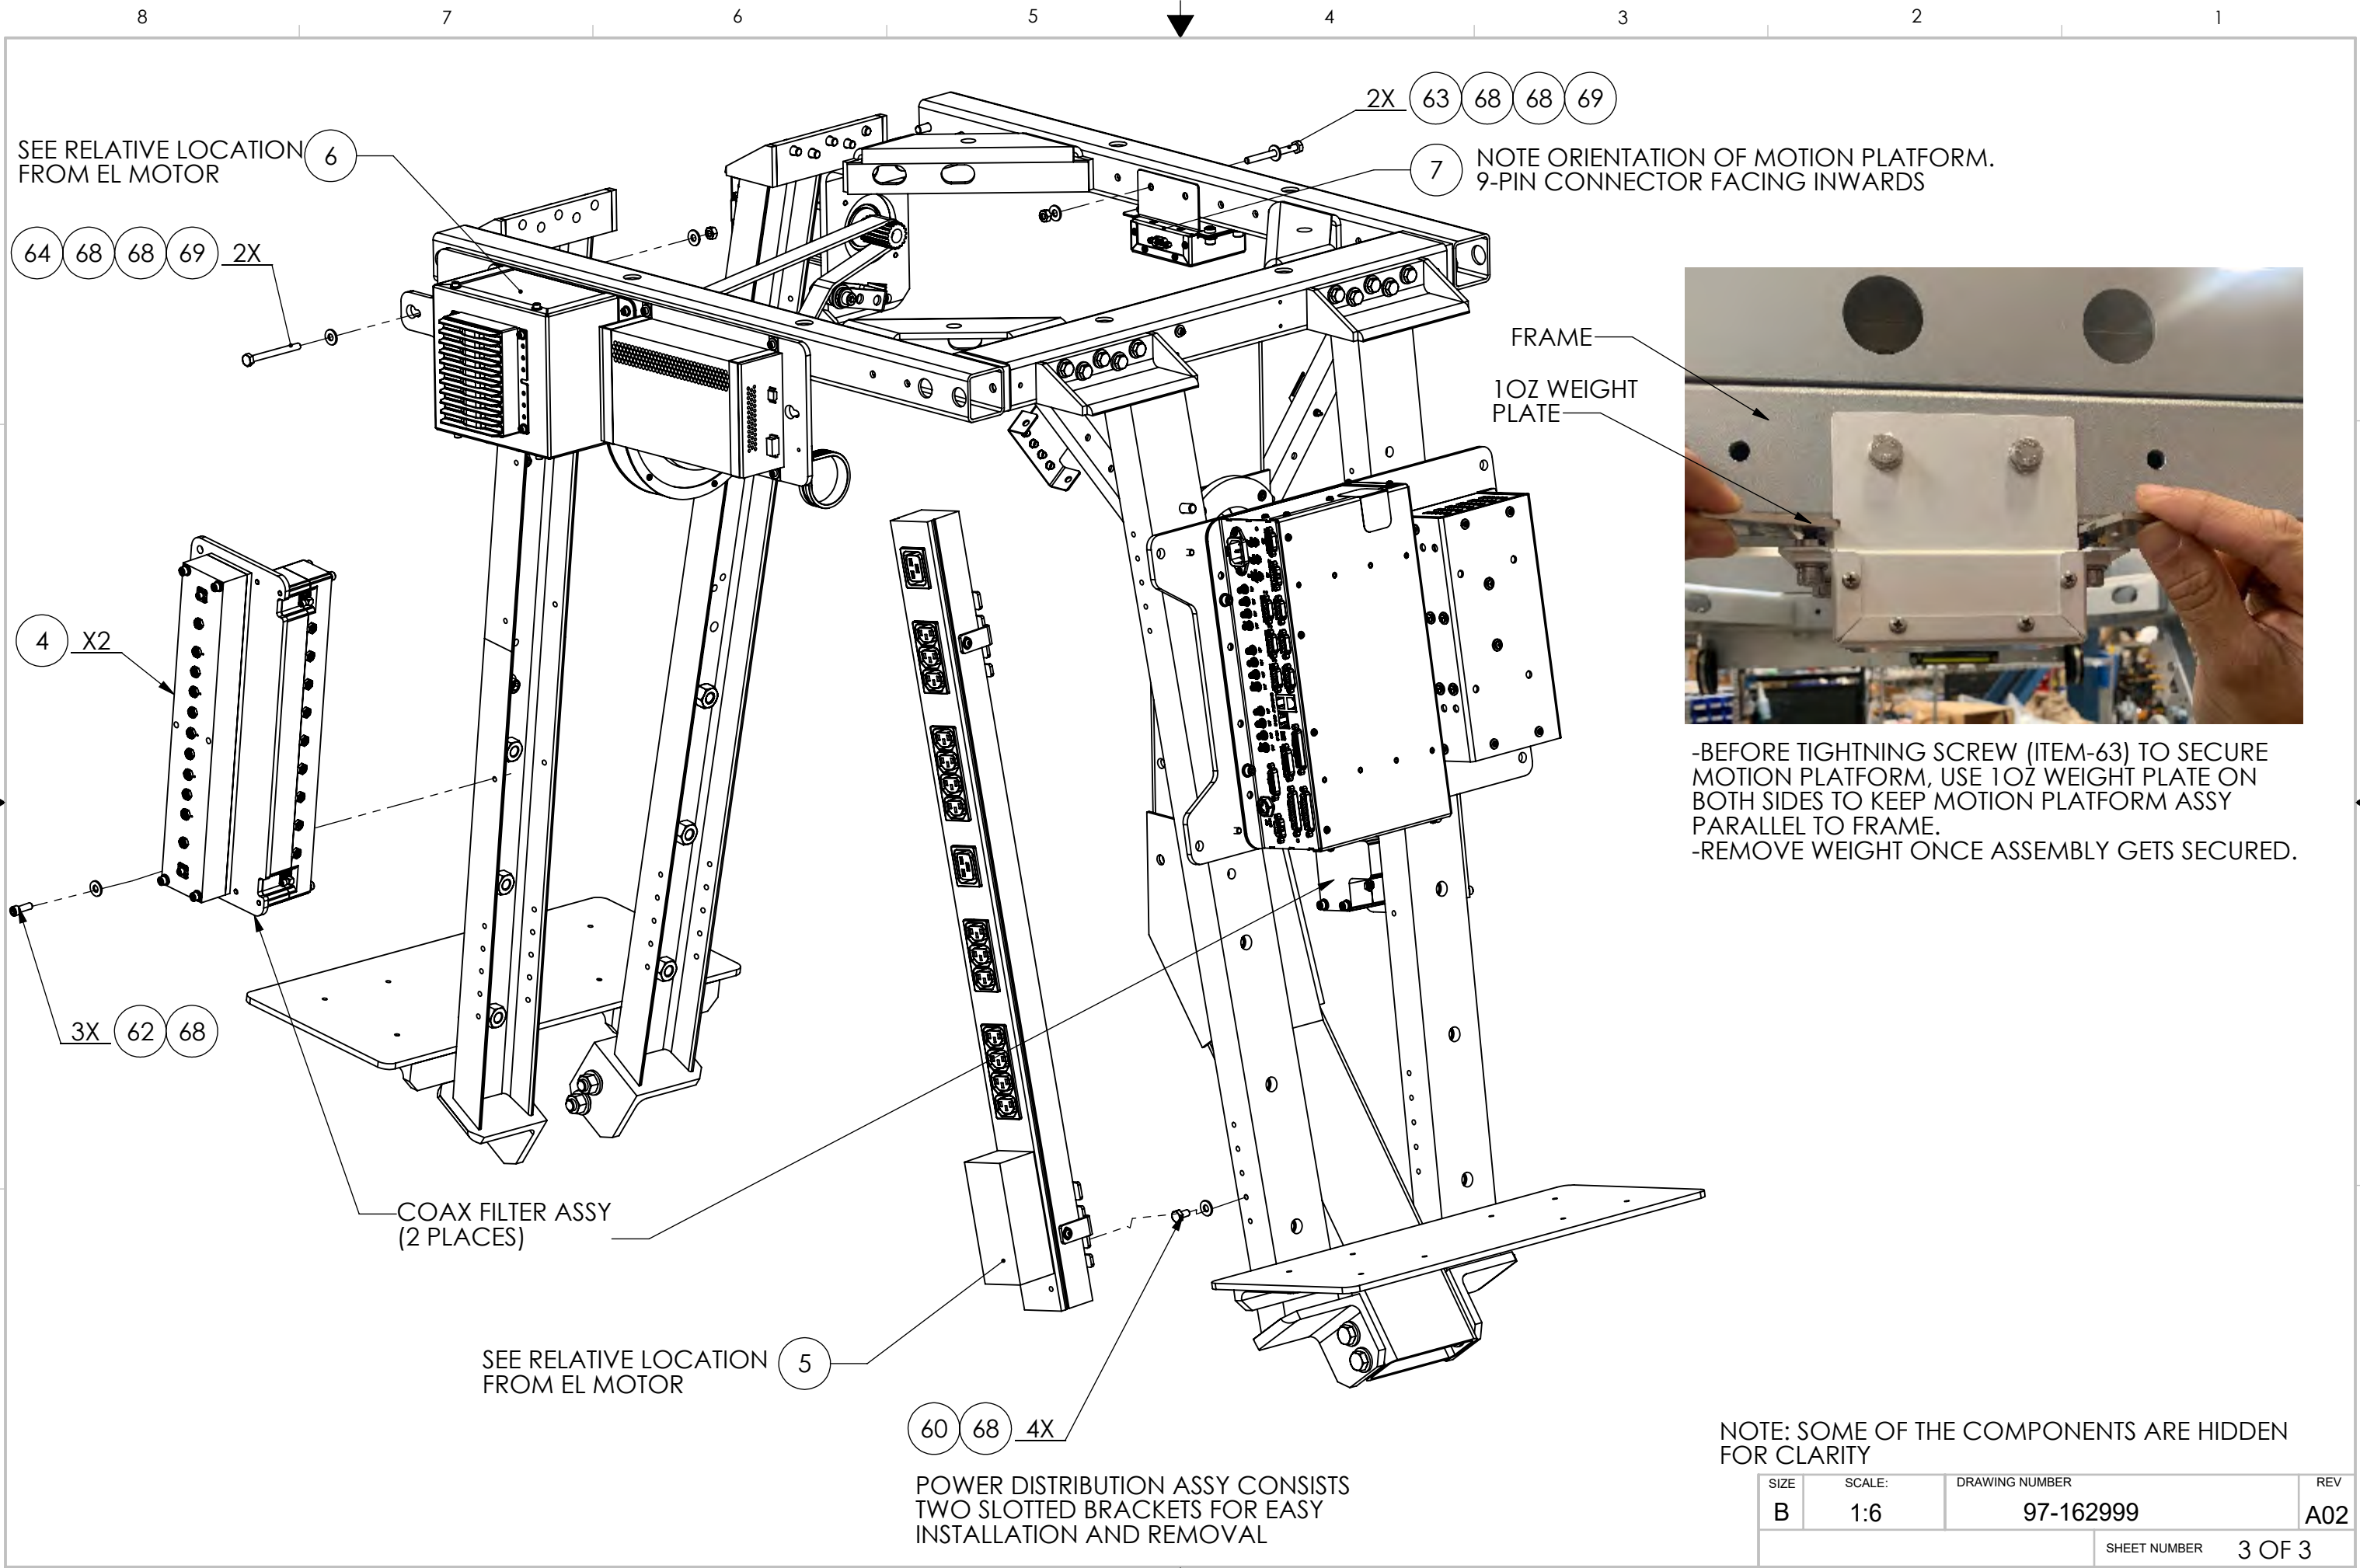 8 7 6 5 4 3 2 1
SEE RELATIVE LOCATION 6
FROM EL MOTOR
64 68 68 69 2X
2X 63 68 68 69
7 NOTE ORIENTATION OF MOTION PLATFORM.
9-PIN CONNECTOR FACING INWARDS
FRAME
1OZ WEIGHT
PLATE
-BEFORE TIGHTNING SCREW (ITEM-63) TO SECURE
MOTION PLATFORM, USE 1OZ WEIGHT PLATE ON
BOTH SIDES TO KEEP MOTION PLATFORM ASSY
PARALLEL TO FRAME.
-REMOVE WEIGHT ONCE ASSEMBLY GETS SECURED.
4 X2
3X 62 68
COAX FILTER ASSY
(2 PLACES)
SEE RELATIVE LOCATION 5
FROM EL MOTOR
60 68 4X
POWER DISTRIBUTION ASSY CONSISTS
TWO SLOTTED BRACKETS FOR EASY
INSTALLATION AND REMOVAL
NOTE: SOME OF THE COMPONENTS ARE HIDDEN
FOR CLARITY
SIZE SCALE: DRAWING NUMBER REV
B 1:6 97-162999 A02
SHEET NUMBER 3 OF 3